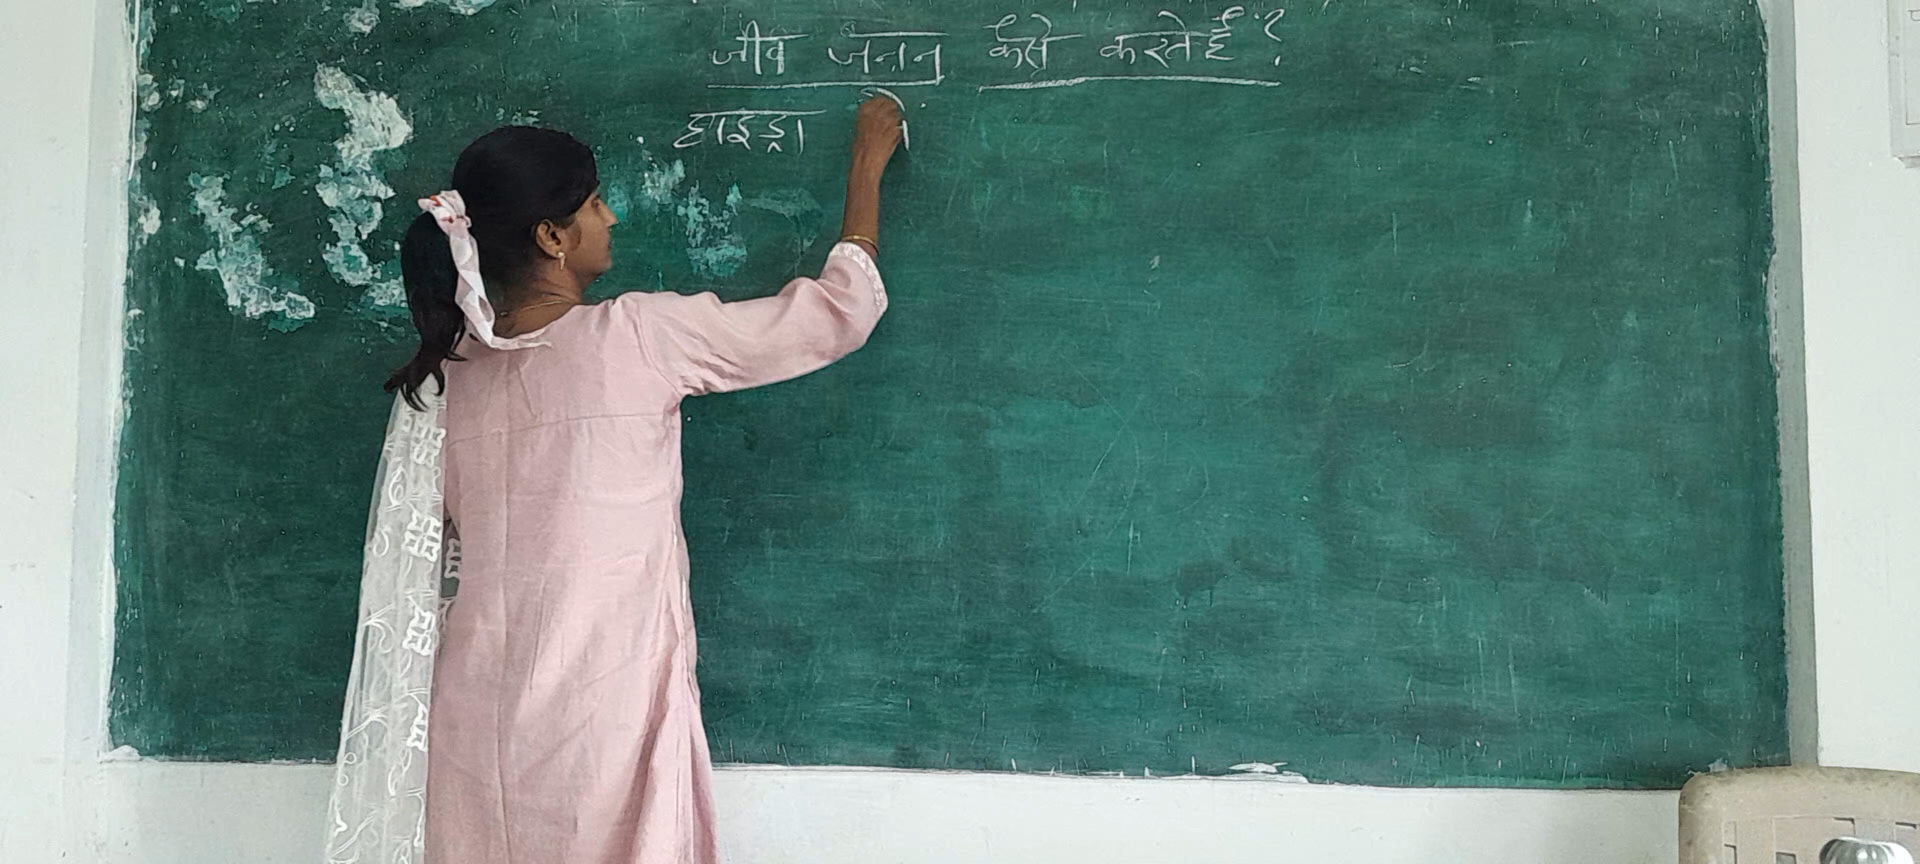 जीव जनन कैसे करते हैं ?
हाइड्रा